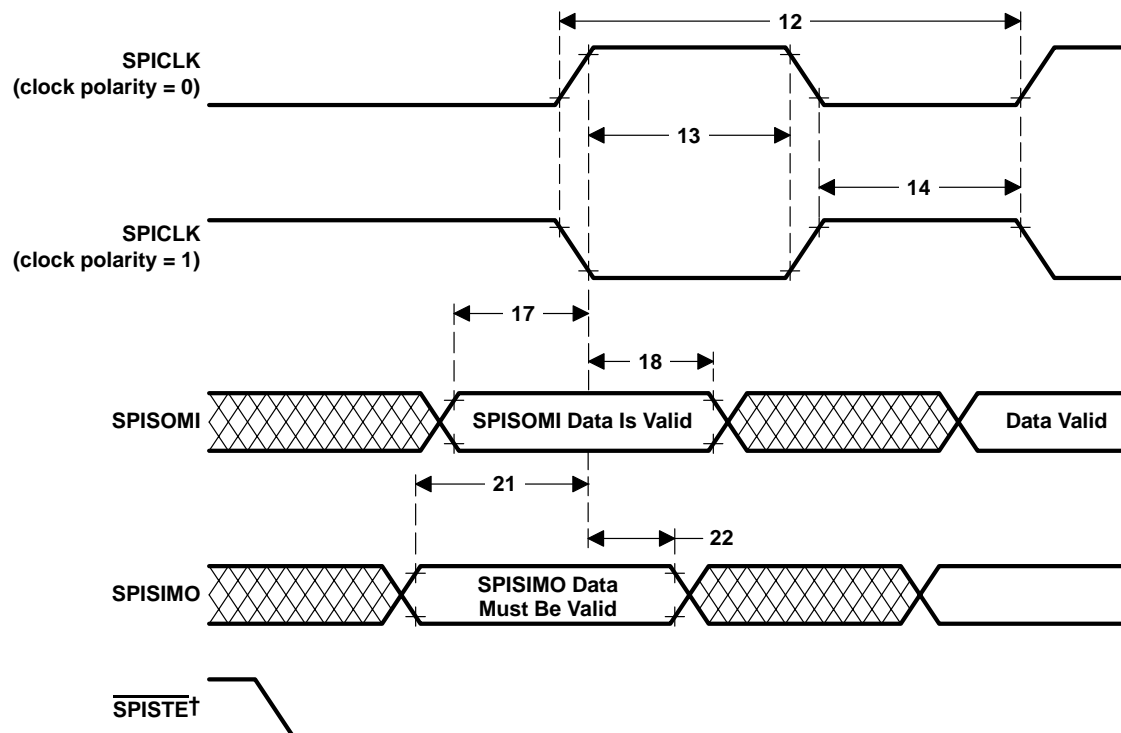 12
SPICLK
(clock polarity = 0)
13
14
SPICLK
(clock polarity = 1)
17
18
SPISOMI
SPISOMI Data Is Valid
Data Valid
21
22
SPISIMO
SPISIMO Data
Must Be Valid
SPISTE†